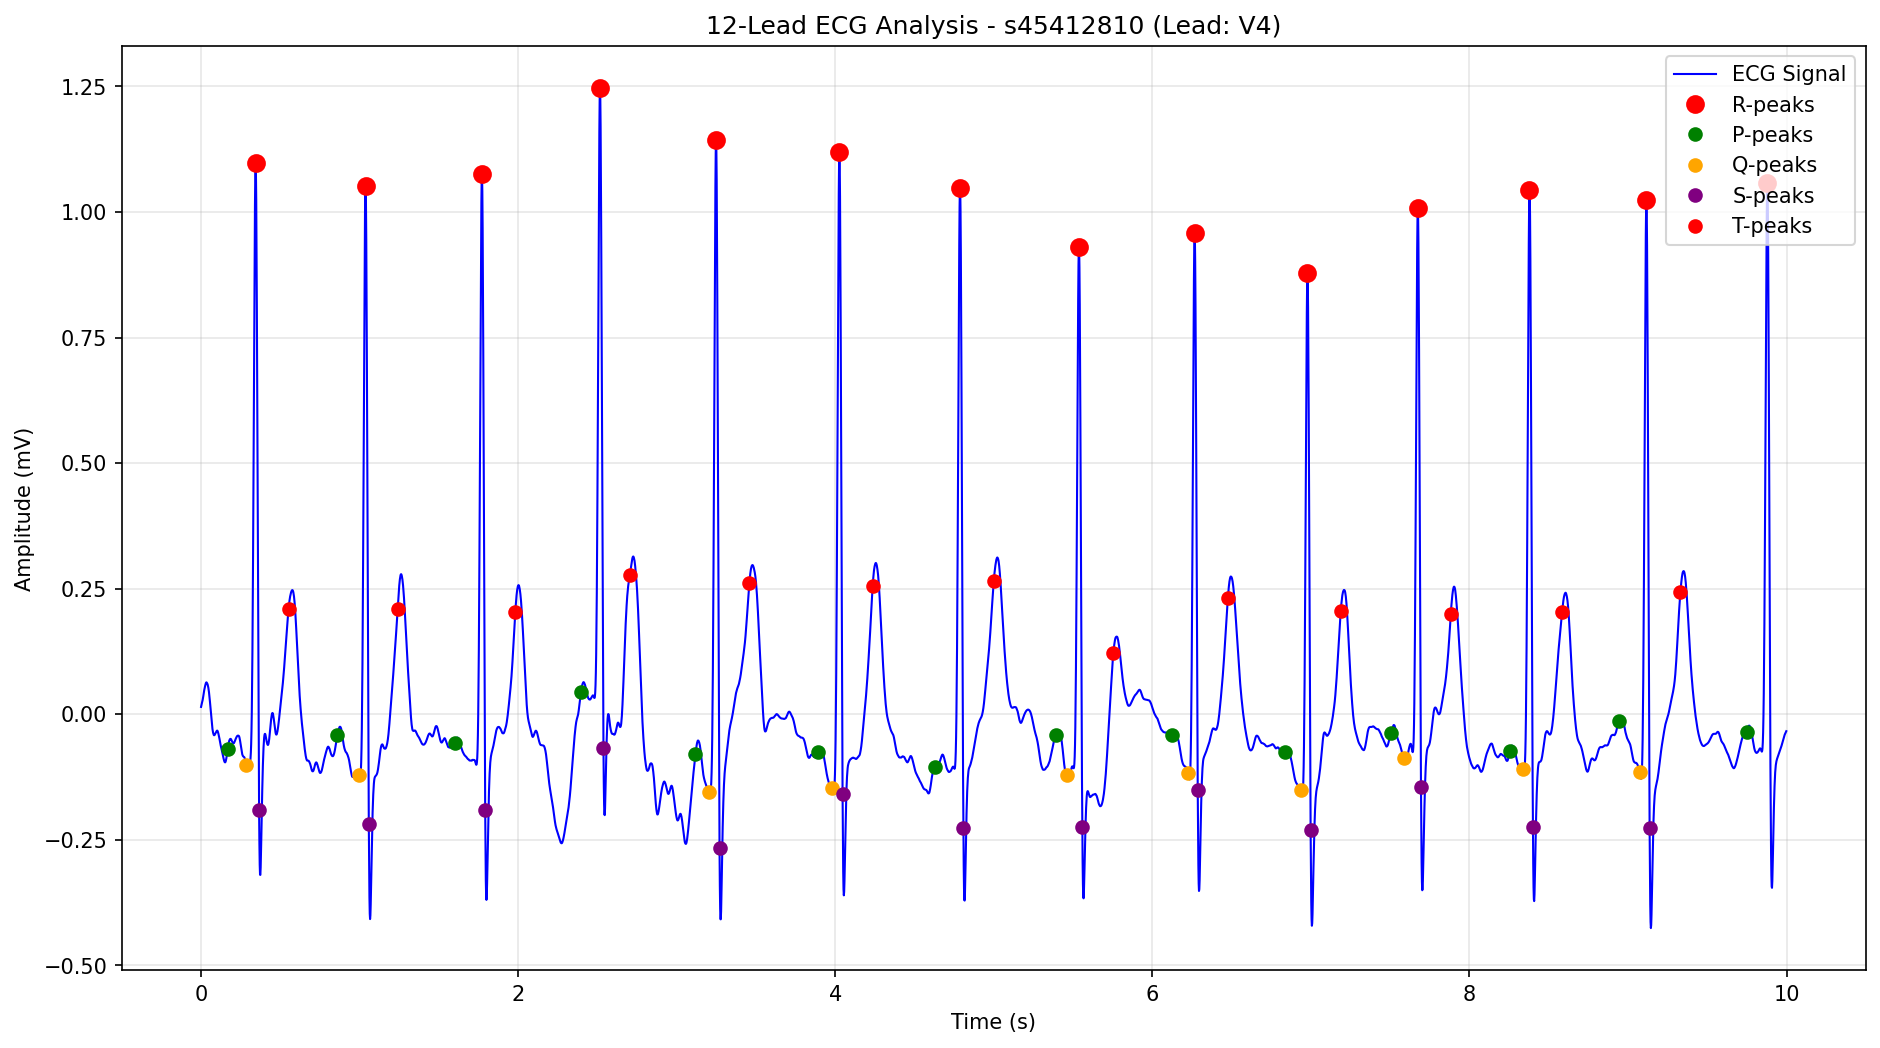 12-Lead ECG Analysis - s45412810 (Lead: V4)
ECG Signal
R-peaks
P-peaks
Q-peaks
S-peaks
T-peaks
Amplitude (mV)
1.25
1.00
0.75
0.50
0.25
0.00
−0.25
−0.50
0 2 4 6 8 10
Time (s)